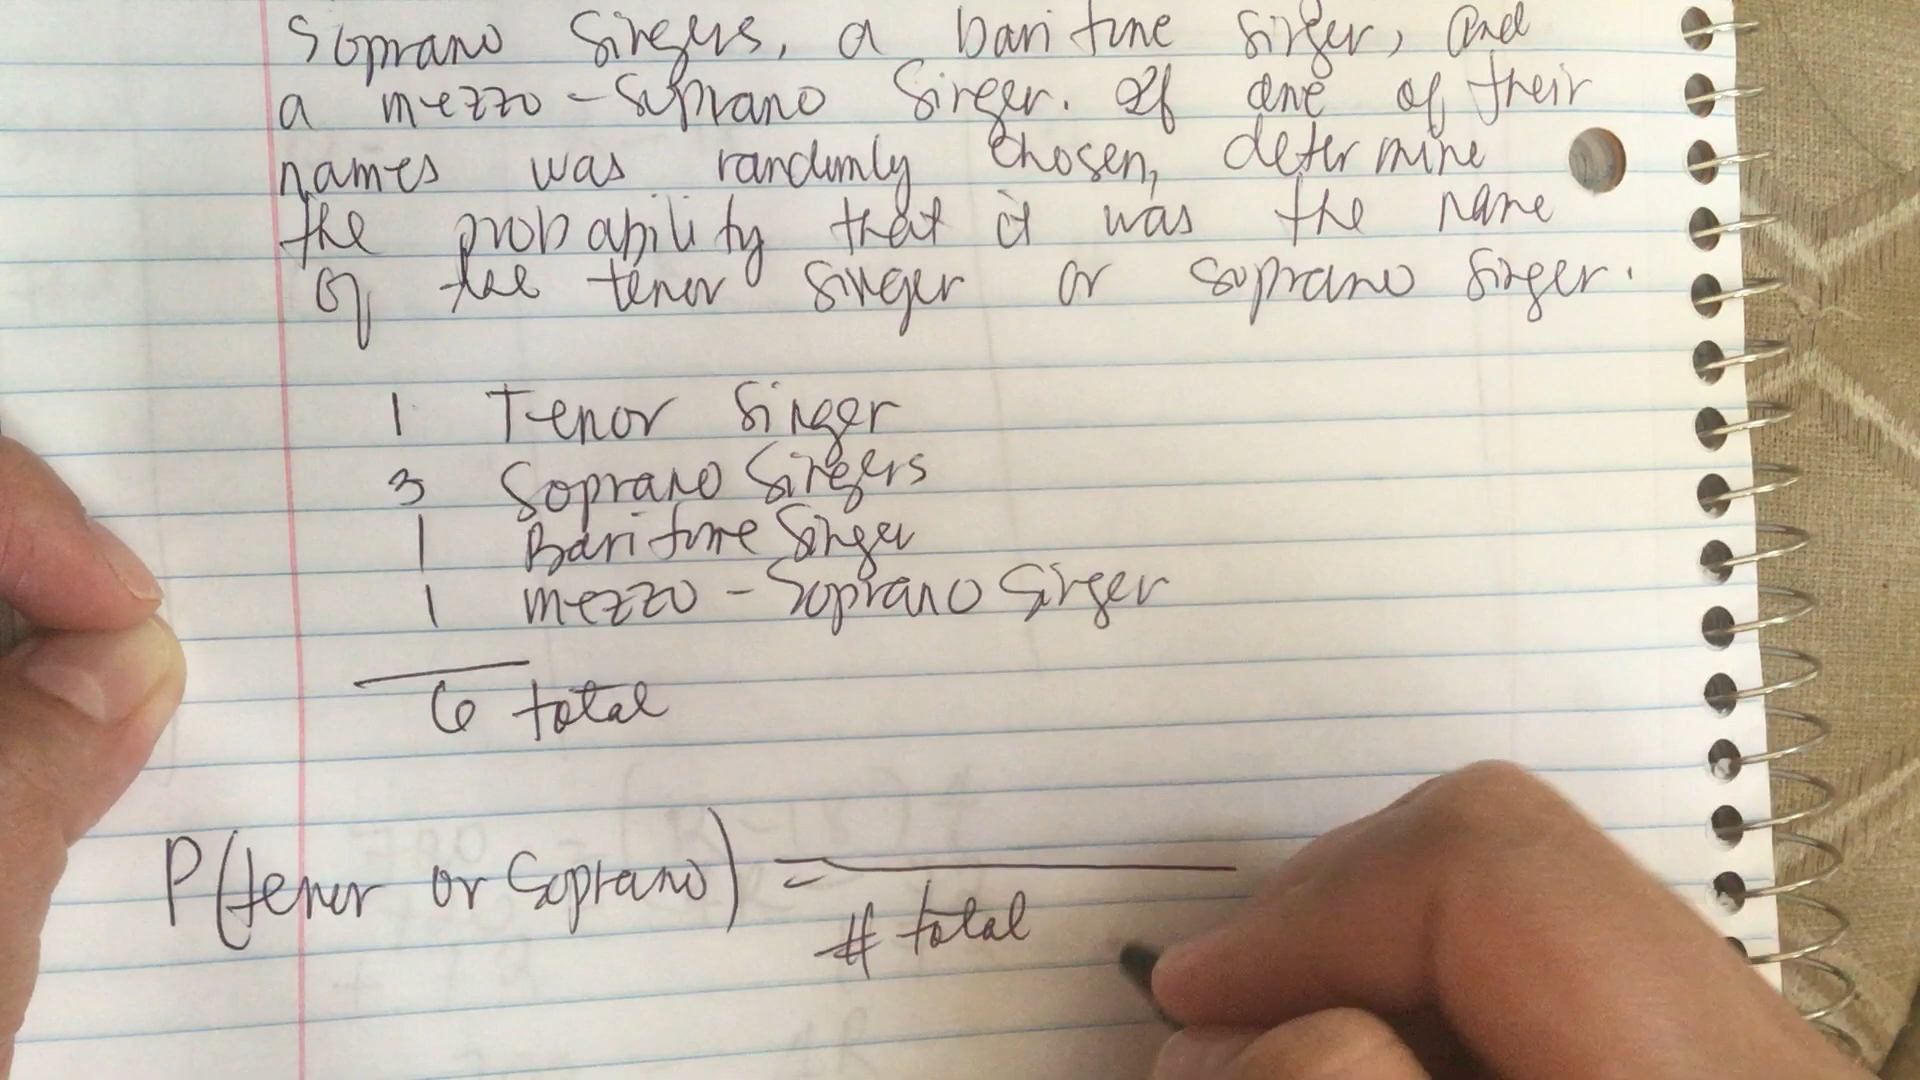 Soprano singers, a baritone singer, and
a mezzo-soprano singer. If one of their
names was randomly chosen, determine
the probability that it was the name
of the tenor singer or soprano singer.
1 Tenor Singer
3 Soprano Singers
1 Baritone Singer
1 mezzo-Soprano Singer
6 total
P(tenor or Soprano) =
# total